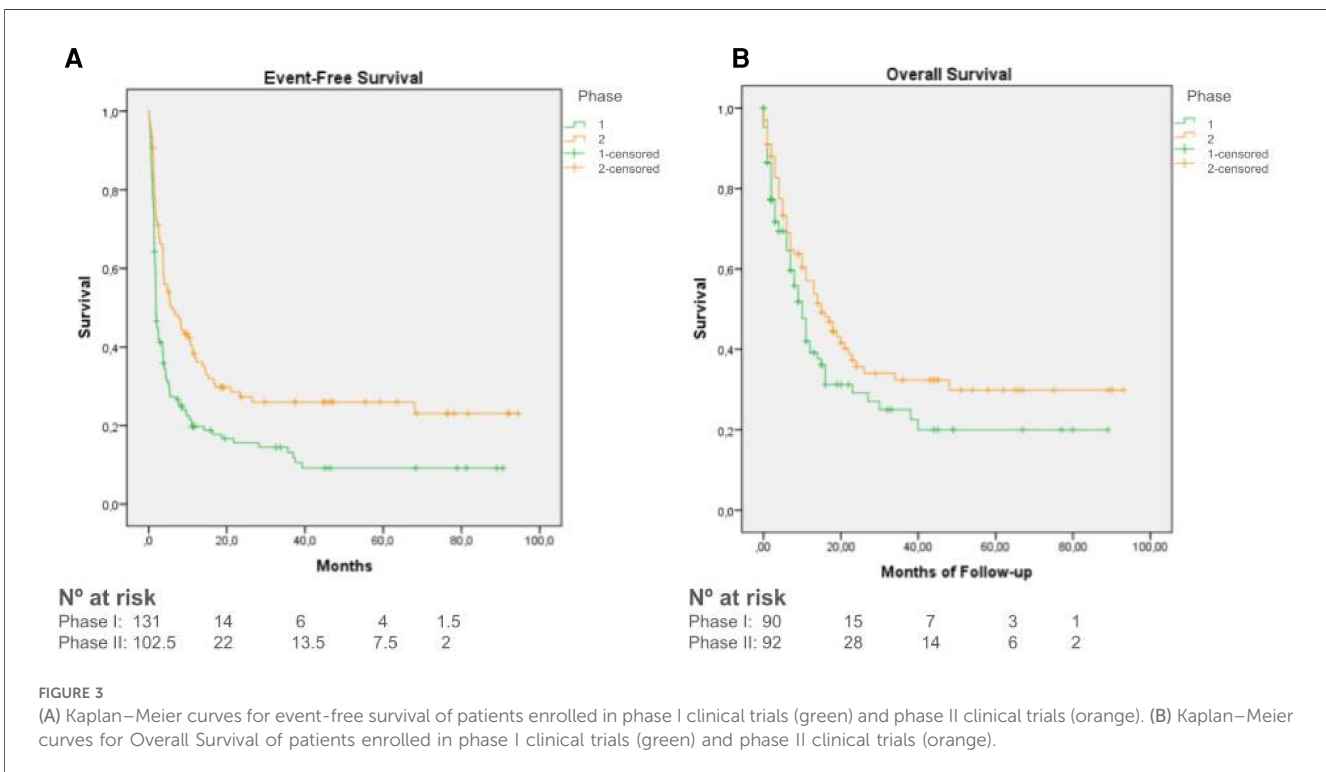 A
Event-Free Survival
Phase
1
2
1-censored
2-censored
1,0
0,8
0,6
0,4
0,2
0,0
Survival
,0
20,0
40,0
60,0
80,0
100,0
Months
Nº at risk
Phase I: 131 14 6 4 1.5
Phase II: 102.5 22 13.5 7.5 2
B
Overall Survival
Phase
1
2
1-censored
2-censored
1,0
0,8
0,6
0,4
0,2
0,0
Survival
,00
20,00
40,00
60,00
80,00
100,00
Months of Follow-up
Nº at risk
Phase I: 90 15 7 3 1
Phase II: 92 28 14 6 2
FIGURE 3
(A) Kaplan–Meier curves for event-free survival of patients enrolled in phase I clinical trials (green) and phase II clinical trials (orange). (B) Kaplan–Meier
curves for Overall Survival of patients enrolled in phase I clinical trials (green) and phase II clinical trials (orange).